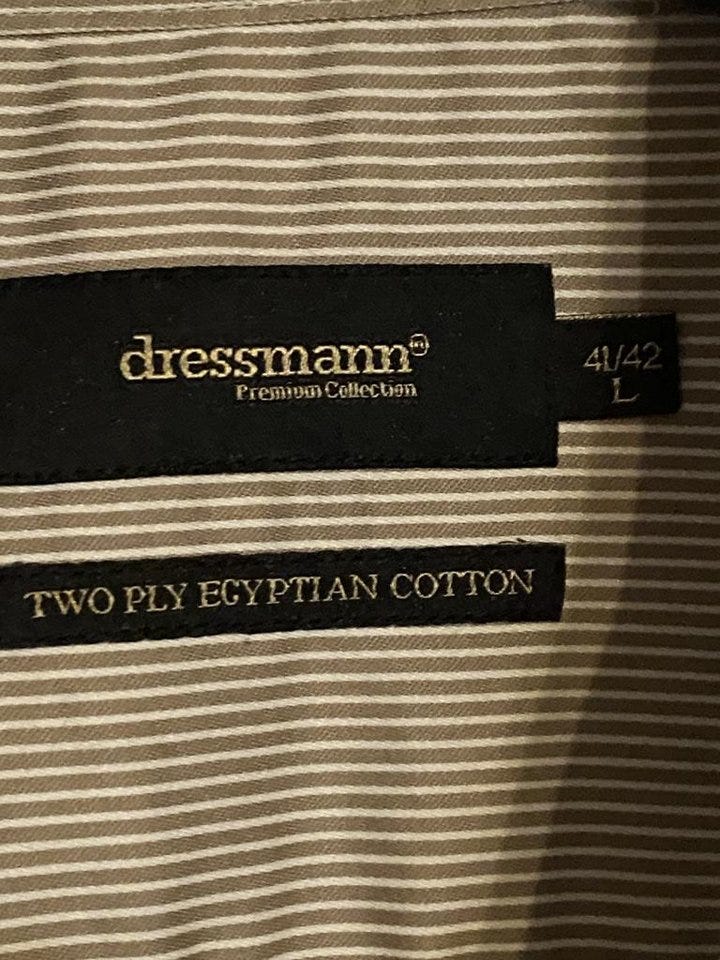 dressmann®
Premium Collection
41/42
L
TWO PLY EGYPTIAN COTTON